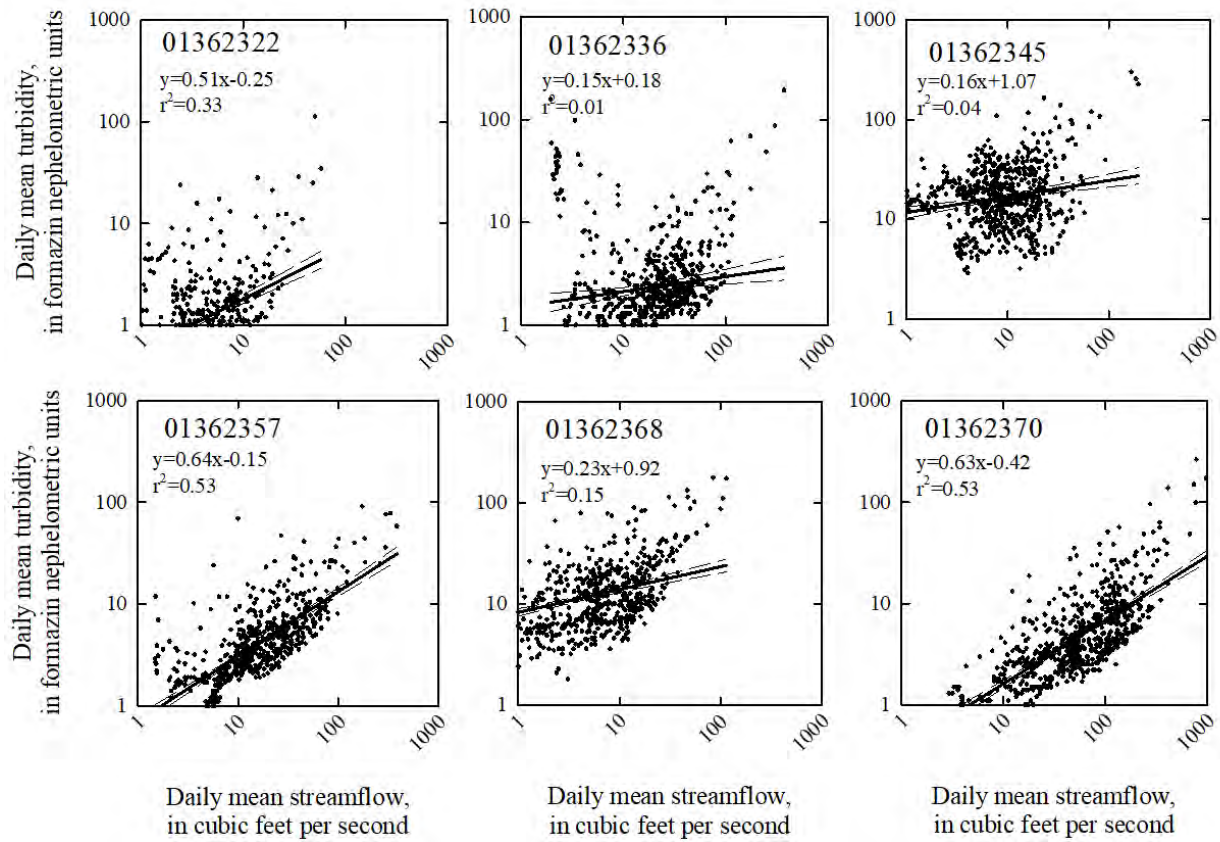 Daily mean turbidity,
in formazin nephelometric units
1000
100
10
1
01362322
y=0.51x-0.25
r²=0.33
1
10
100
1000
1000
100
10
1
01362336
y=0.15x+0.18
r²=0.01
1
10
100
1000
1000
100
10
1
01362345
y=0.16x+1.07
r²=0.04
1
10
100
1000
Daily mean turbidity,
in formazin nephelometric units
1000
100
10
1
01362357
y=0.64x-0.15
r²=0.53
1
10
100
1000
1000
100
10
1
01362368
y=0.23x+0.92
r²=0.15
1
10
100
1000
1000
100
10
1
01362370
y=0.63x-0.42
r²=0.53
1
10
100
1000
Daily mean streamflow,
in cubic feet per second
Daily mean streamflow,
in cubic feet per second
Daily mean streamflow,
in cubic feet per second